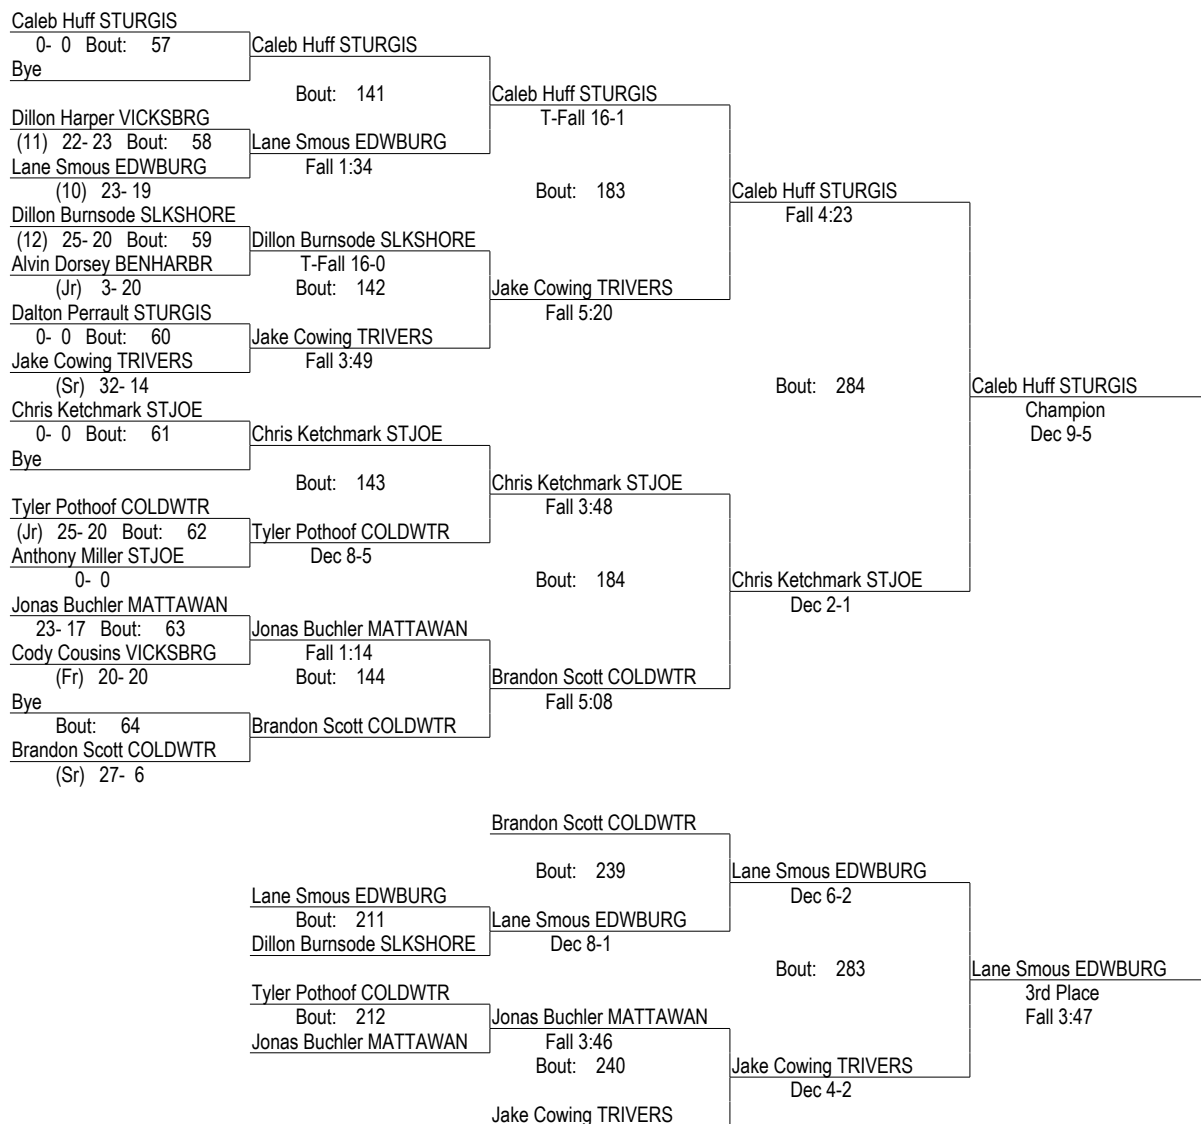 Caleb Huff STURGIS
0- 0 Bout: 57
Bye
Caleb Huff STURGIS
Bout: 141
Dillon Harper VICKSBRG
(11) 22- 23 Bout: 58
Lane Smous EDWBURG
(10) 23- 19
Lane Smous EDWBURG
Fall 1:34
Caleb Huff STURGIS
T-Fall 16-1
Bout: 183
Dillon Burnsode SLKSHORE
(12) 25- 20 Bout: 59
Alvin Dorsey BENHARBR
(Jr) 3- 20
Dillon Burnsode SLKSHORE
T-Fall 16-0
Bout: 142
Dalton Perrault STURGIS
0- 0 Bout: 60
Jake Cowing TRIVERS
(Sr) 32- 14
Jake Cowing TRIVERS
Fall 3:49
Jake Cowing TRIVERS
Fall 5:20
Caleb Huff STURGIS
Fall 4:23
Bout: 284
Chris Ketchmark STJOE
0- 0 Bout: 61
Bye
Chris Ketchmark STJOE
Bout: 143
Tyler Pothoof COLDWTR
(Jr) 25- 20 Bout: 62
Anthony Miller STJOE
0- 0
Tyler Pothoof COLDWTR
Dec 8-5
Chris Ketchmark STJOE
Fall 3:48
Bout: 184
Jonas Buchler MATTAWAN
23- 17 Bout: 63
Cody Cousins VICKSBRG
(Fr) 20- 20
Jonas Buchler MATTAWAN
Fall 1:14
Bout: 144
Bye
Bout: 64
Brandon Scott COLDWTR
(Sr) 27- 6
Brandon Scott COLDWTR
Brandon Scott COLDWTR
Fall 5:08
Chris Ketchmark STJOE
Dec 2-1
Caleb Huff STURGIS
Champion
Dec 9-5
Brandon Scott COLDWTR
Bout: 239
Lane Smous EDWBURG
Bout: 211
Dillon Burnsode SLKSHORE
Lane Smous EDWBURG
Dec 8-1
Lane Smous EDWBURG
Dec 6-2
Bout: 283
Tyler Pothoof COLDWTR
Bout: 212
Jonas Buchler MATTAWAN
Jonas Buchler MATTAWAN
Fall 3:46
Bout: 240
Jake Cowing TRIVERS
Jake Cowing TRIVERS
Dec 4-2
Lane Smous EDWBURG
3rd Place
Fall 3:47